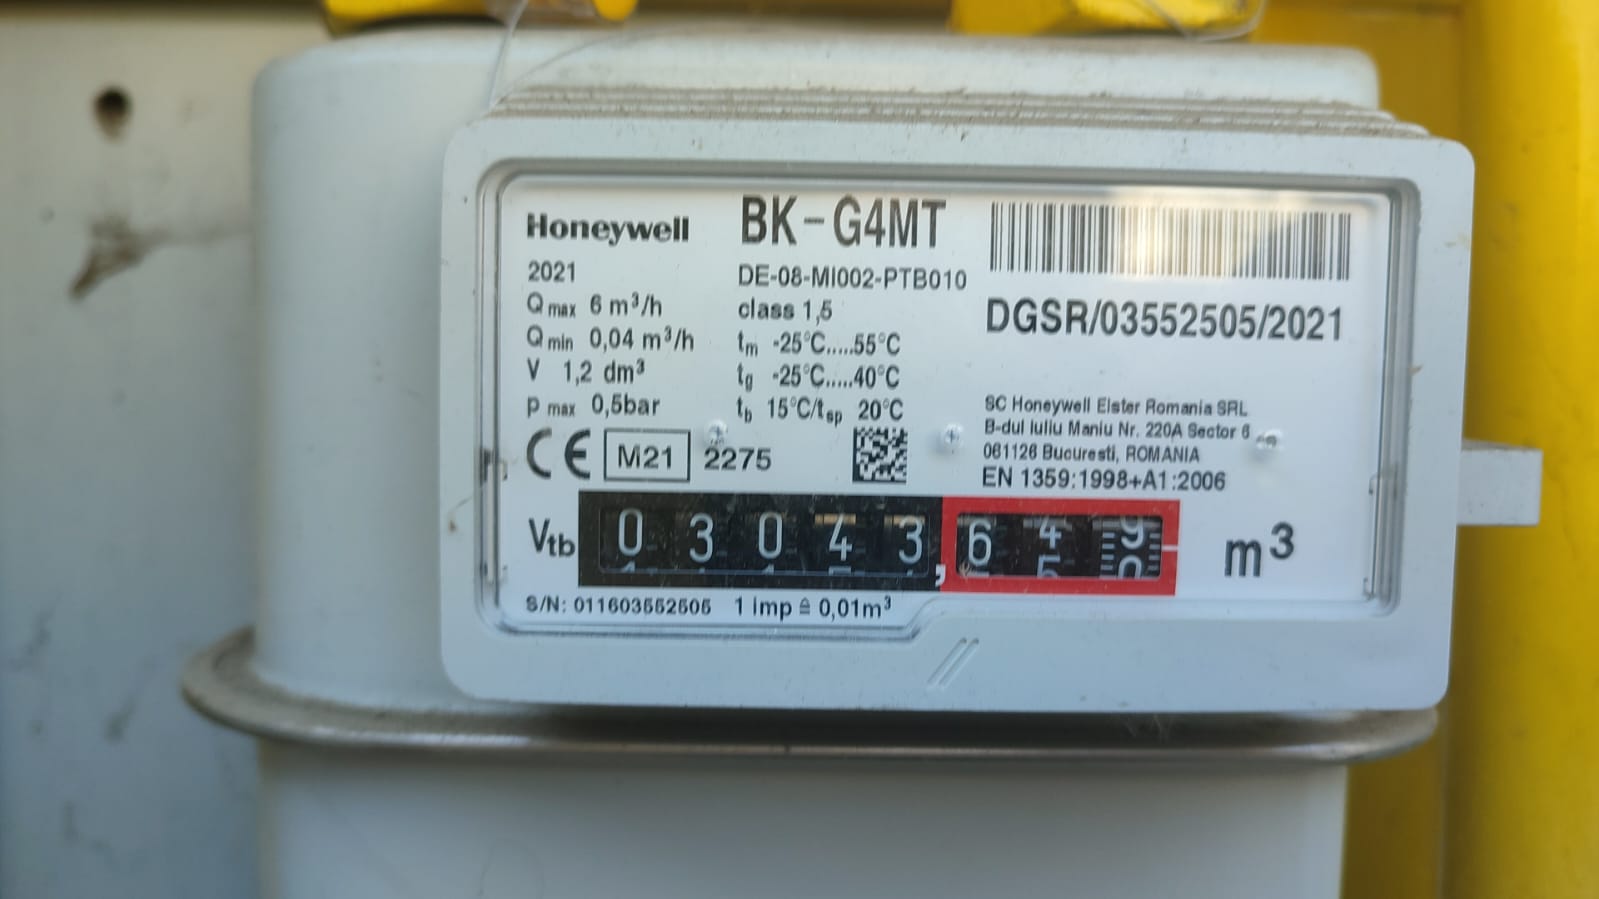 Honeywell
2021
Qmax 6 m³/h
Qmin 0,04 m³/h
V 1,2 dm³
p max 0,5bar
CE M21 2275
BK-G4MT
DE-08-MI002-PTB010
class 1,5
tm -25°C.....55°C
tg -25°C.....40°C
tb 15°C/tsp 20°C
DGSR/03552505/2021
SC Honeywell Elster Romania SRL
B-dul Iuliu Maniu Nr. 220A Sector 6
061126 Bucuresti, ROMANIA
EN 1359:1998+A1:2006
Vtb 03043,649 m³
S/N: 011603552505 1 imp ≙ 0,01m³